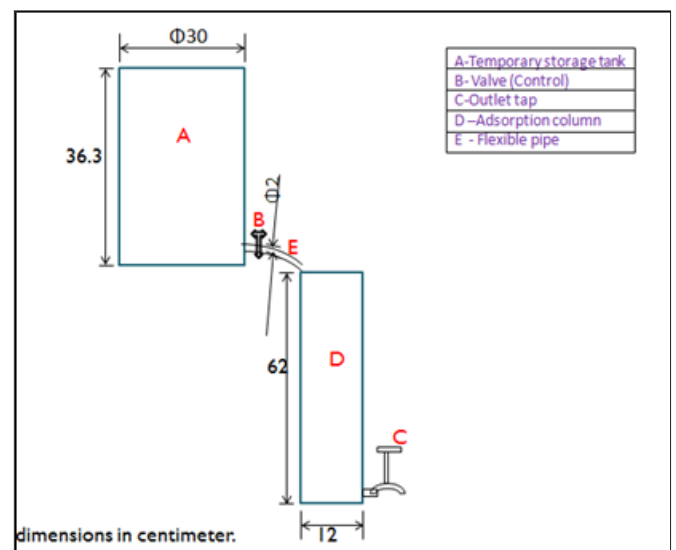 Φ30
A-Temporary storage tank
B- Valve (Control)
C-Outlet tap
D –Adsorption column
E - Flexible pipe
A
36.3
Φ2
B
E
62
D
C
12
dimensions in centimeter.